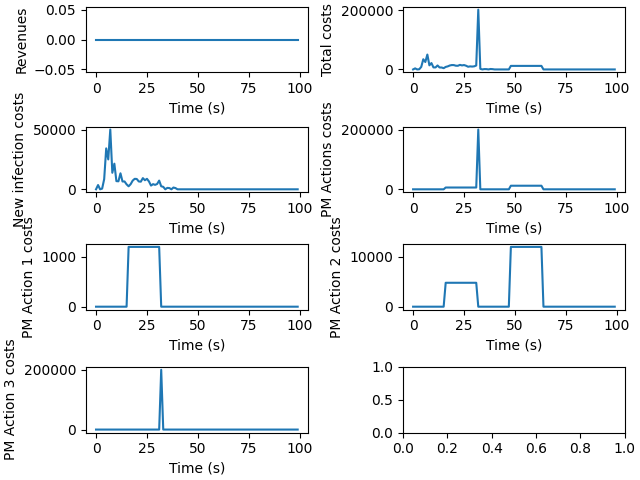 Revenues
0.05
0.00
−0.05
0 25 50 75 100
Time (s)
Total costs
200000
0
0 25 50 75 100
Time (s)
New infection costs
50000
0
0 25 50 75 100
Time (s)
PM Actions costs
200000
0
0 25 50 75 100
Time (s)
PM Action 1 costs
1000
0
0 25 50 75 100
Time (s)
PM Action 2 costs
10000
0
0 25 50 75 100
Time (s)
PM Action 3 costs
200000
0
0 25 50 75 100
Time (s)
1.0
0.5
0.0
0.0 0.2 0.4 0.6 0.8 1.0